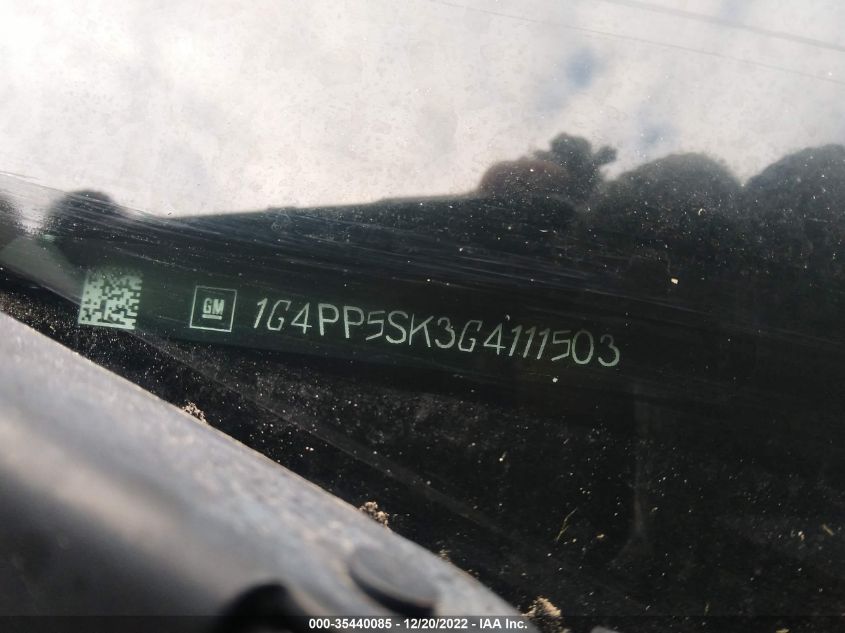 GM 1G4PP5SK3G4111503
000-35440085 - 12/20/2022 - IAA Inc.